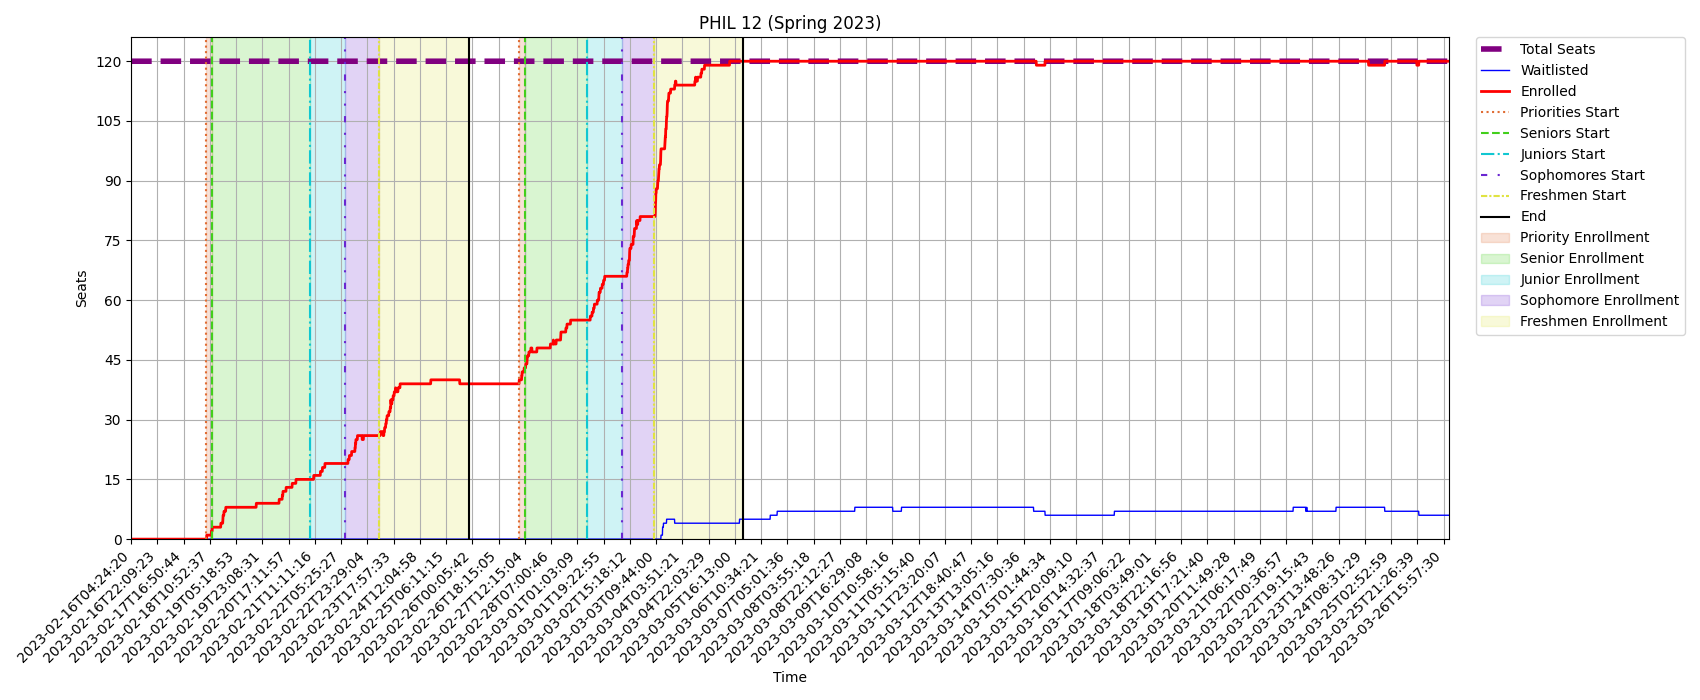 PHIL 12 (Spring 2023)
Seats
120
105
90
75
60
45
30
15
0
2023-02-16T04:24:20
2023-02-16T22:09:23
2023-02-17T16:50:44
2023-02-18T10:52:37
2023-02-19T05:18:53
2023-02-19T23:08:31
2023-02-20T17:11:57
2023-02-21T11:11:16
2023-02-22T05:25:27
2023-02-22T23:29:04
2023-02-23T17:57:33
2023-02-24T12:04:58
2023-02-25T06:11:15
2023-02-26T00:05:42
2023-02-26T18:15:05
2023-02-27T12:15:04
2023-02-28T07:00:46
2023-03-01T01:03:09
2023-03-01T19:22:55
2023-03-02T15:18:12
2023-03-03T09:44:00
2023-03-04T03:51:21
2023-03-04T22:03:29
2023-03-05T16:13:00
2023-03-06T10:34:21
2023-03-07T05:01:36
2023-03-08T03:55:18
2023-03-08T22:12:27
2023-03-09T16:29:08
2023-03-10T10:58:16
2023-03-11T05:15:40
2023-03-11T23:20:07
2023-03-12T18:40:47
2023-03-13T13:05:16
2023-03-14T07:30:36
2023-03-15T01:44:34
2023-03-15T20:09:10
2023-03-16T14:32:37
2023-03-17T09:06:22
2023-03-18T03:49:01
2023-03-18T22:16:56
2023-03-19T17:21:40
2023-03-20T11:49:28
2023-03-21T06:17:49
2023-03-22T00:36:57
2023-03-22T19:15:43
2023-03-23T13:48:26
2023-03-24T08:31:29
2023-03-25T02:52:59
2023-03-25T21:26:39
2023-03-26T15:57:30
Time
Total Seats
Waitlisted
Enrolled
Priorities Start
Seniors Start
Juniors Start
Sophomores Start
Freshmen Start
End
Priority Enrollment
Senior Enrollment
Junior Enrollment
Sophomore Enrollment
Freshmen Enrollment